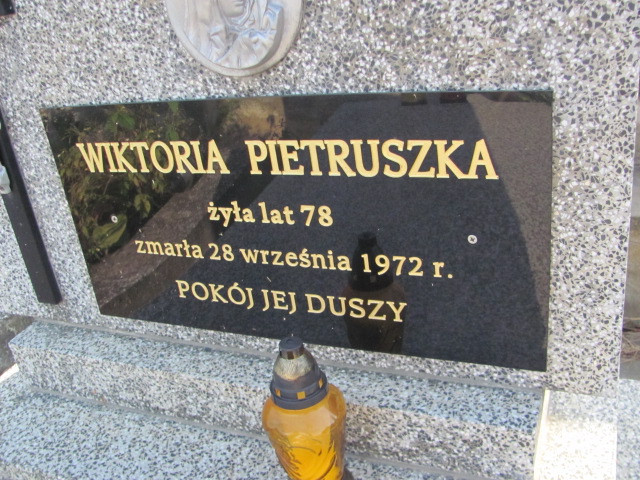 WIKTORIA PIETRUSZKA
żyła lat 78
zmarła 28 września 1972 r.
POKÓJ JEJ DUSZY